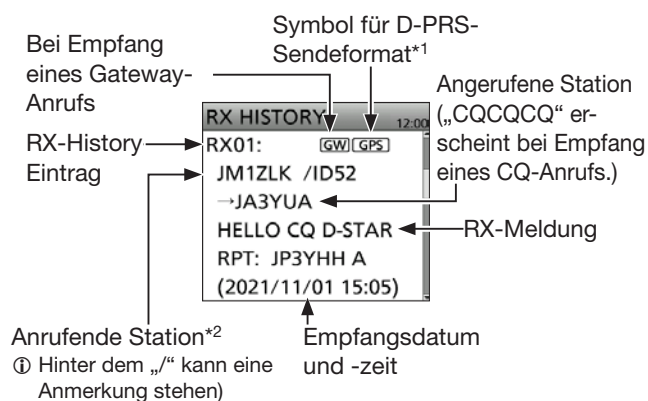 Bei Empfang
eines Gateway-
Anrufs
Symbol für D-PRS-
Sendeformat*1
Angerufene Station
(„CQCQCQ“ er-
scheint bei Empfang
eines CQ-Anrufs.)
RX-History
Eintrag
RX HISTORY 12:00
RX01: GW GPS
JM1ZLK /ID52
→JA3YUA
HELLO CQ D-STAR
RPT: JP3YHH A
(2021/11/01 15:05)
RX-Meldung
Anrufende Station*2
ⓘ Hinter dem „/“ kann eine
Anmerkung stehen)
Empfangsdatum
und -zeit